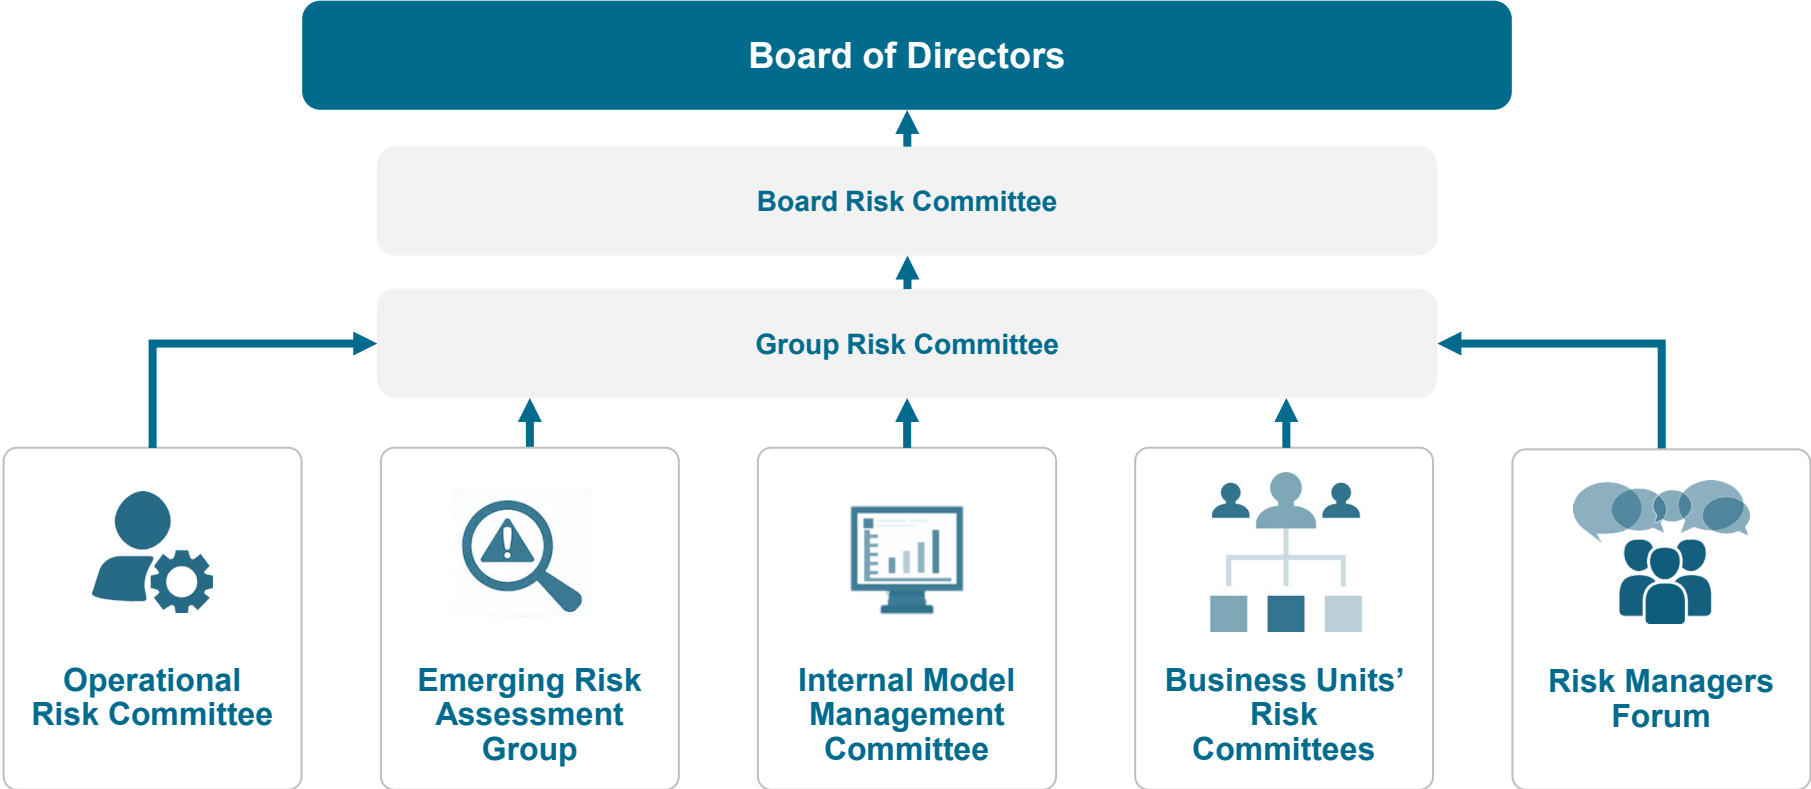 Board of Directors
Board Risk Committee
Group Risk Committee
Operational
Risk Committee
Emerging Risk
Assessment
Group
Internal Model
Management
Committee
Business Units’
Risk
Committees
Risk Managers
Forum